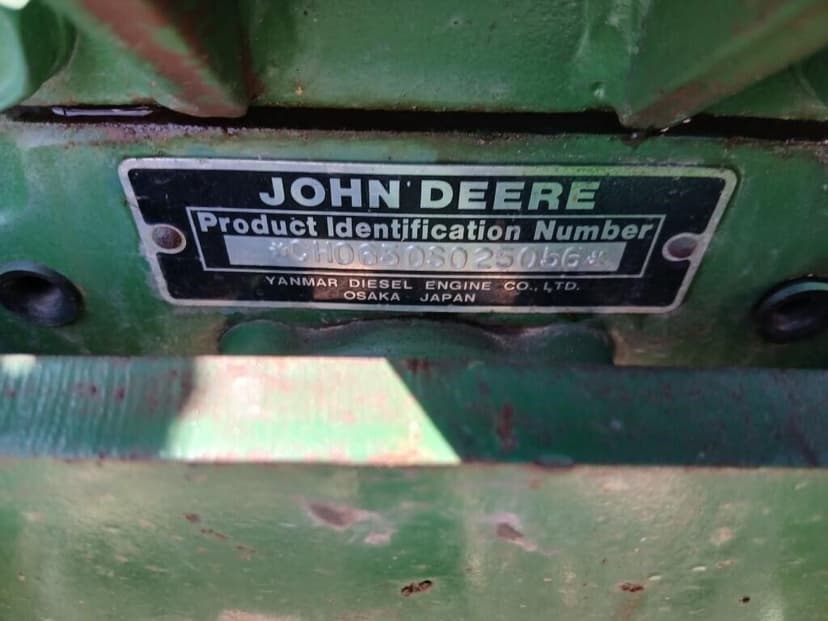 JOHN DEERE
Product Identification Number
*CH0650S025056*
YANMAR DIESEL ENGINE CO., LTD.
OSAKA JAPAN